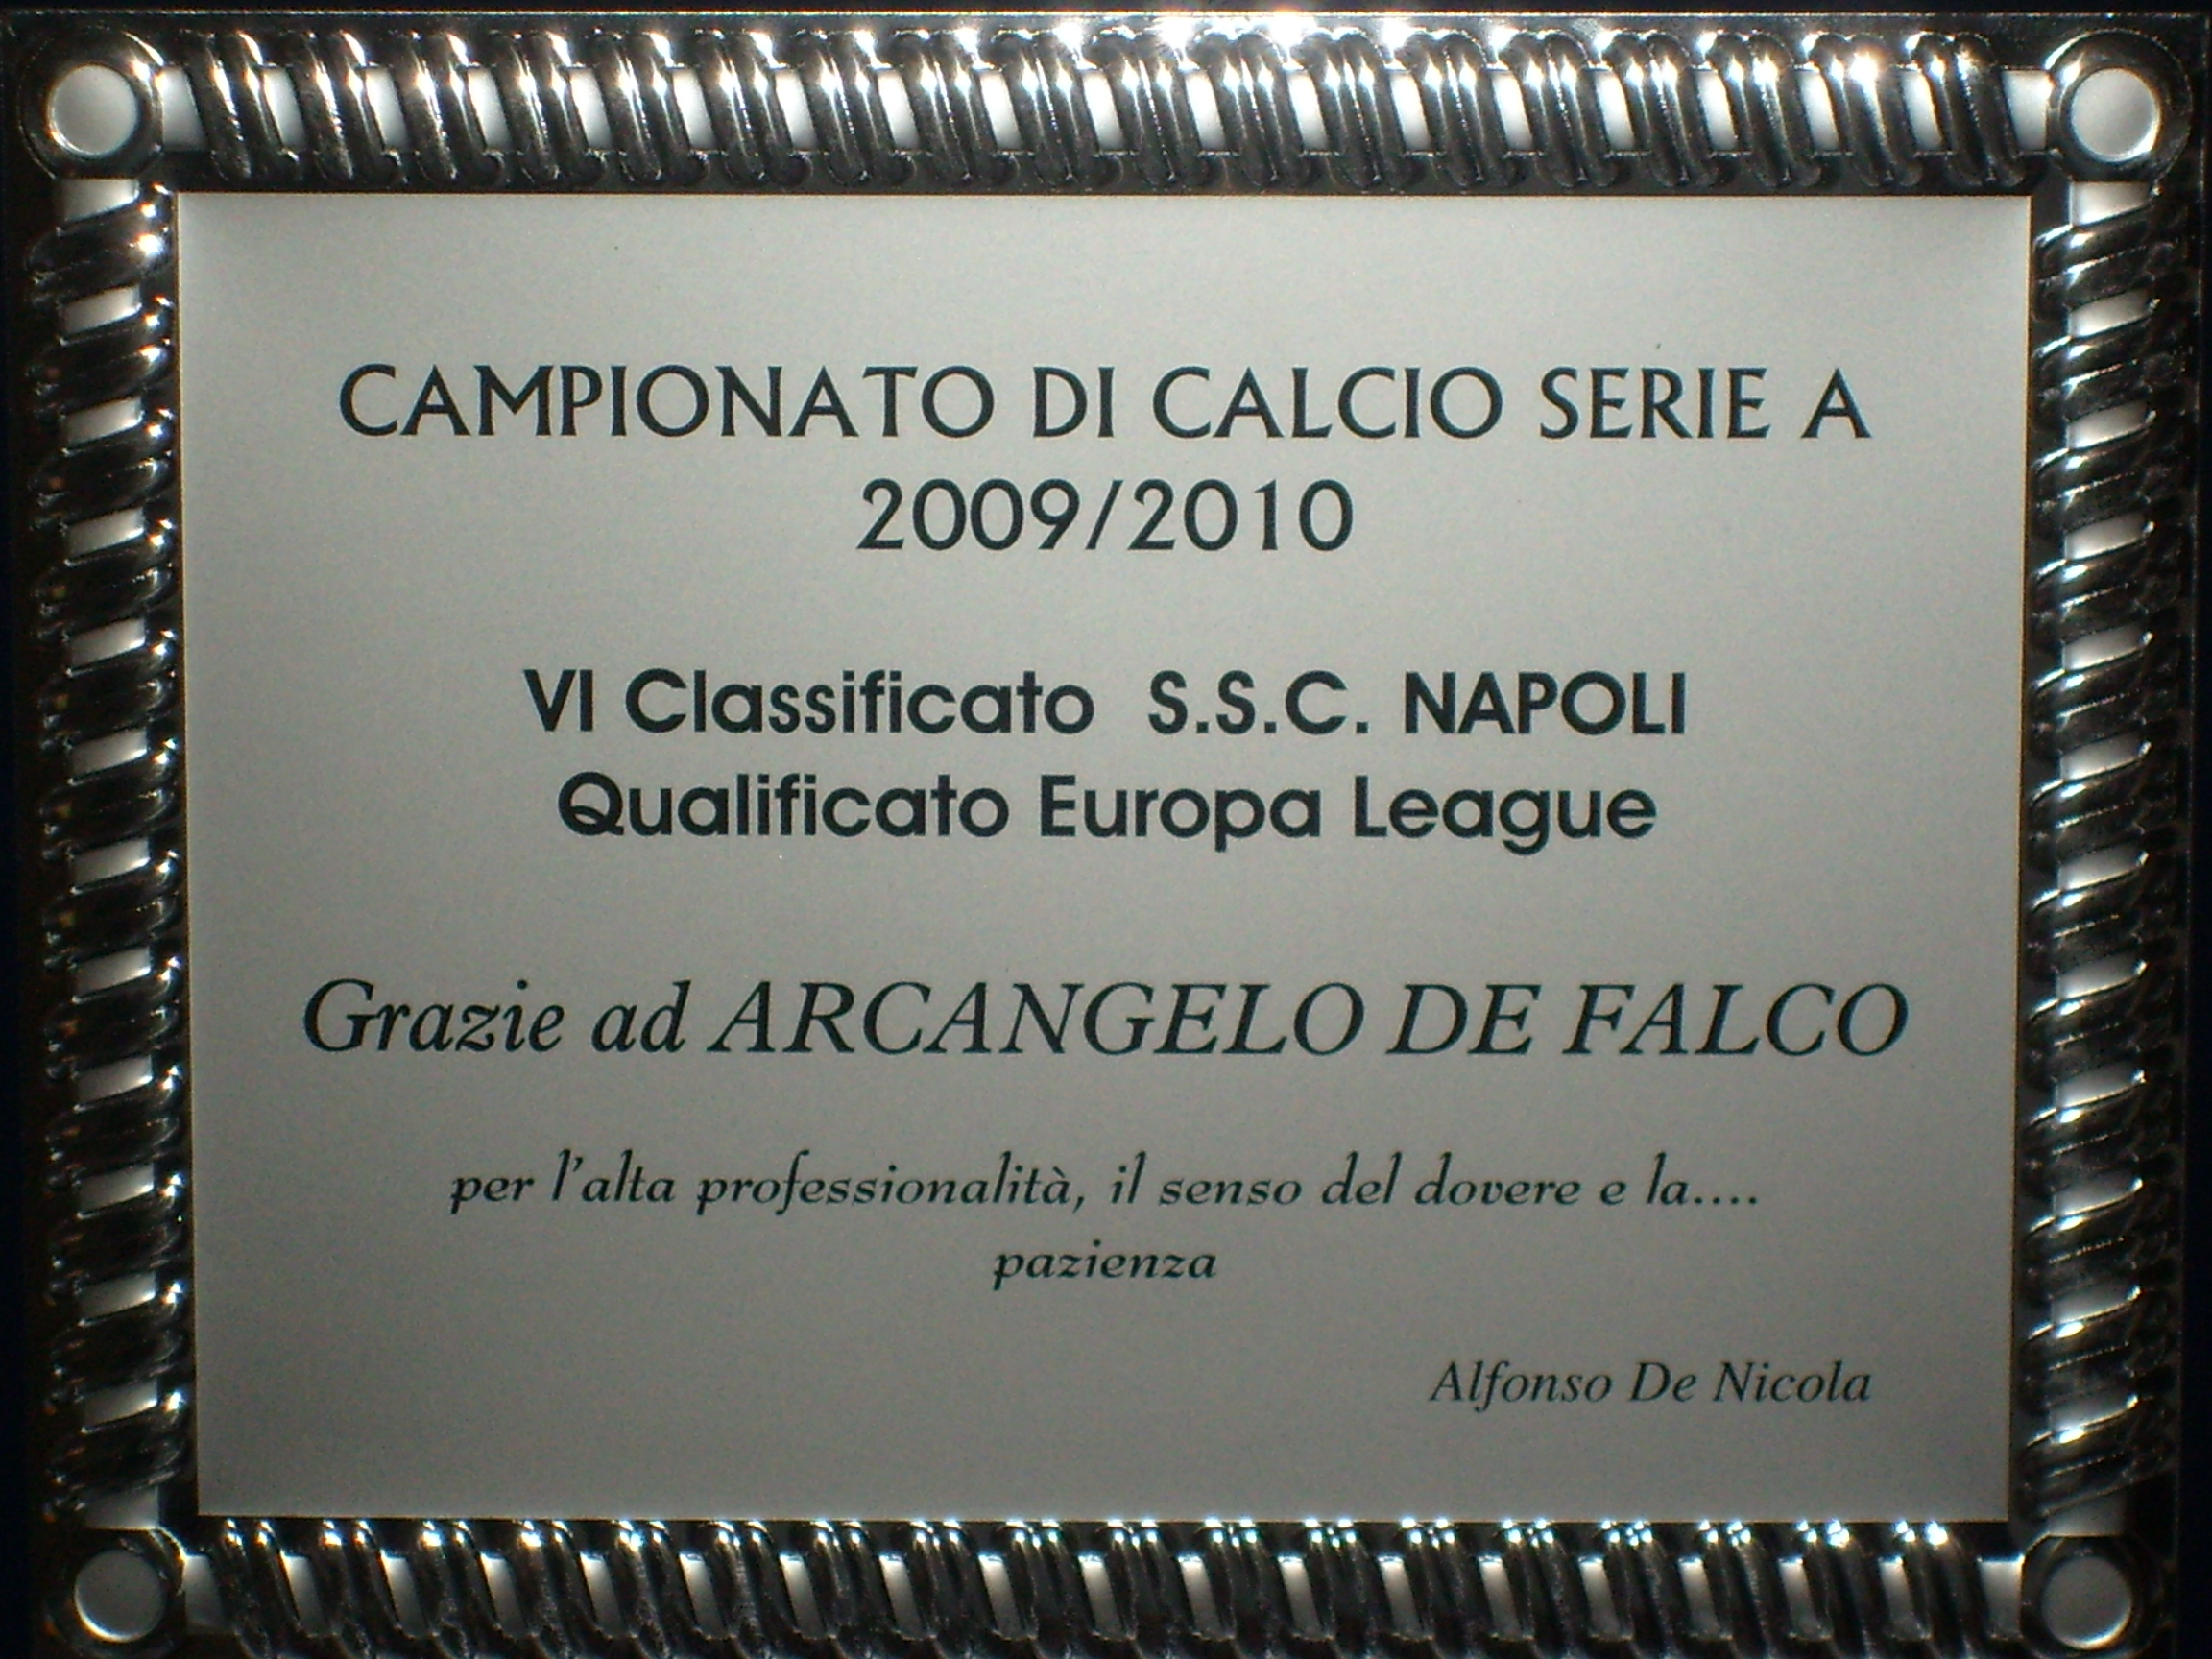 CAMPIONATO DI CALCIO SERIE A
2009/2010
VI Classificato S.S.C. NAPOLI
Qualificato Europa League
Grazie ad ARCANGELO DE FALCO
per l'alta professionalità, il senso del dovere e la....
pazienza
Alfonso De Nicola